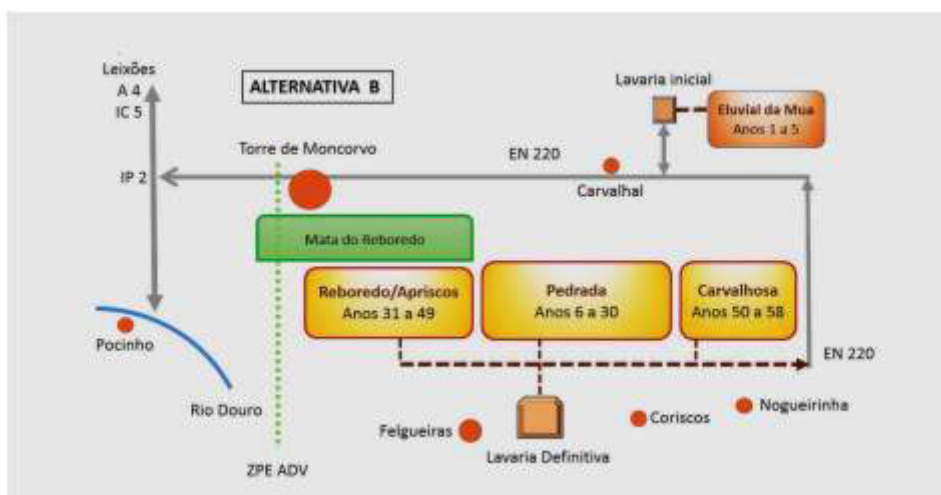 Leixões
A 4
IC 5
ALTERNATIVA B
Lavaria inicial
Eluvial da Mua
Anos 1 a 5
Torre de Moncorvo
EN 220
IP 2
Carvalhal
Mata do Reboredo
Reboredo/Apriscos
Anos 31 a 49
Pedrada
Anos 6 a 30
Carvalhosa
Anos 50 a 58
Pocinho
EN 220
Rio Douro
Felgueiras
Coriscos
Nogueirinha
Lavaria Definitiva
ZPE ADV